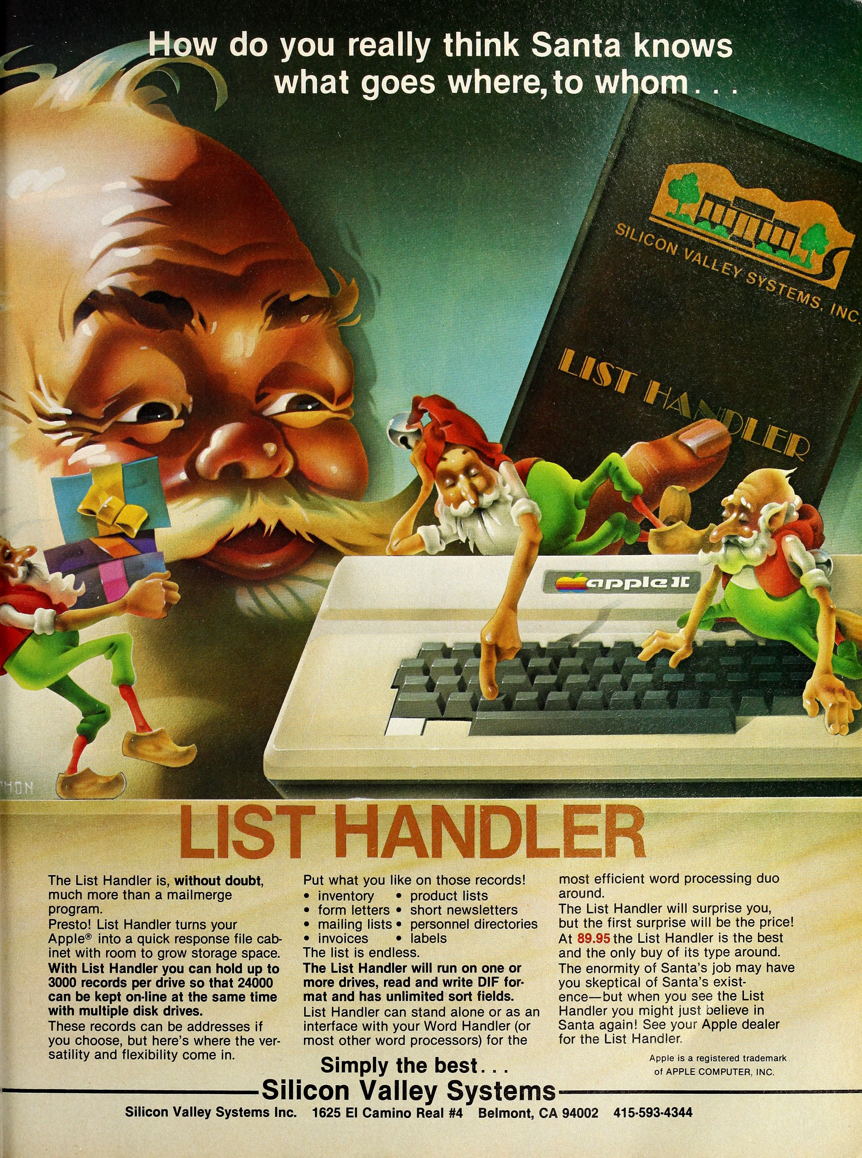 How do you really think Santa knows
what goes where, to whom...
SILICON VALLEY SYSTEMS, INC.
LIST HANDLER
apple ][
THON
LIST HANDLER
The List Handler is, without doubt,
much more than a mailmerge
program.
Presto! List Handler turns your
Apple® into a quick response file cab-
inet with room to grow storage space.
With List Handler you can hold up to
3000 records per drive so that 24000
can be kept on-line at the same time
with multiple disk drives.
These records can be addresses if
you choose, but here's where the ver-
satility and flexibility come in.
Put what you like on those records!
• inventory • product lists
• form letters • short newsletters
• mailing lists • personnel directories
• invoices • labels
The list is endless.
The List Handler will run on one or
more drives, read and write DIF for-
mat and has unlimited sort fields.
List Handler can stand alone or as an
interface with your Word Handler (or
most other word processors) for the
most efficient word processing duo
around.
The List Handler will surprise you,
but the first surprise will be the price!
At 89.95 the List Handler is the best
and the only buy of its type around.
The enormity of Santa's job may have
you skeptical of Santa's exist-
ence—but when you see the List
Handler you might just believe in
Santa again! See your Apple dealer
for the List Handler.
Apple is a registered trademark
of APPLE COMPUTER, INC.
Simply the best...
Silicon Valley Systems
Silicon Valley Systems Inc. 1625 El Camino Real #4 Belmont, CA 94002 415-593-4344